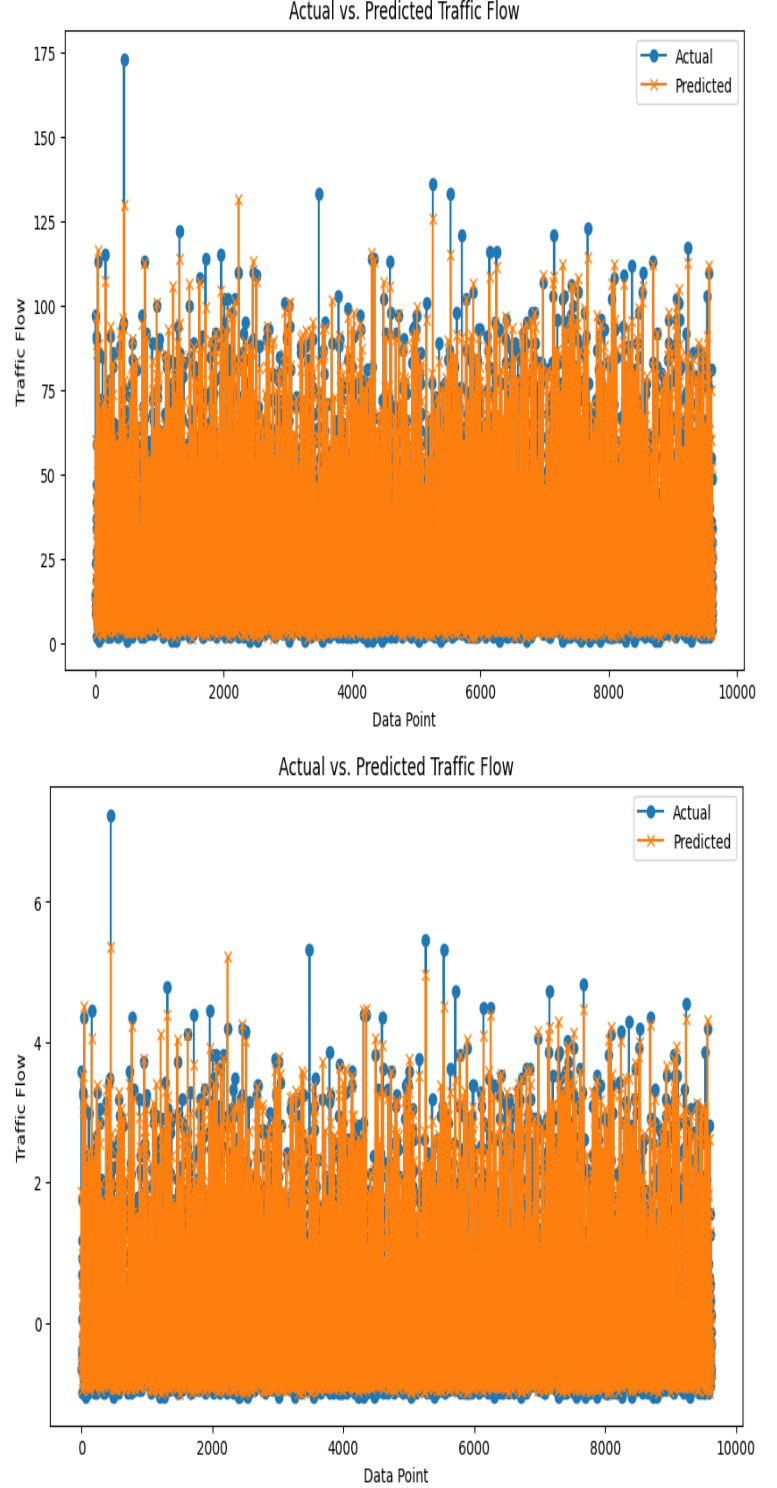 Actual vs. Predicted Traffic Flow
Actual
Predicted
175
150
125
100
75
50
25
0
Traffic Flow
0 2000 4000 6000 8000 10000
Data Point
Actual vs. Predicted Traffic Flow
Actual
Predicted
6
4
2
0
Traffic Flow
0 2000 4000 6000 8000 10000
Data Point